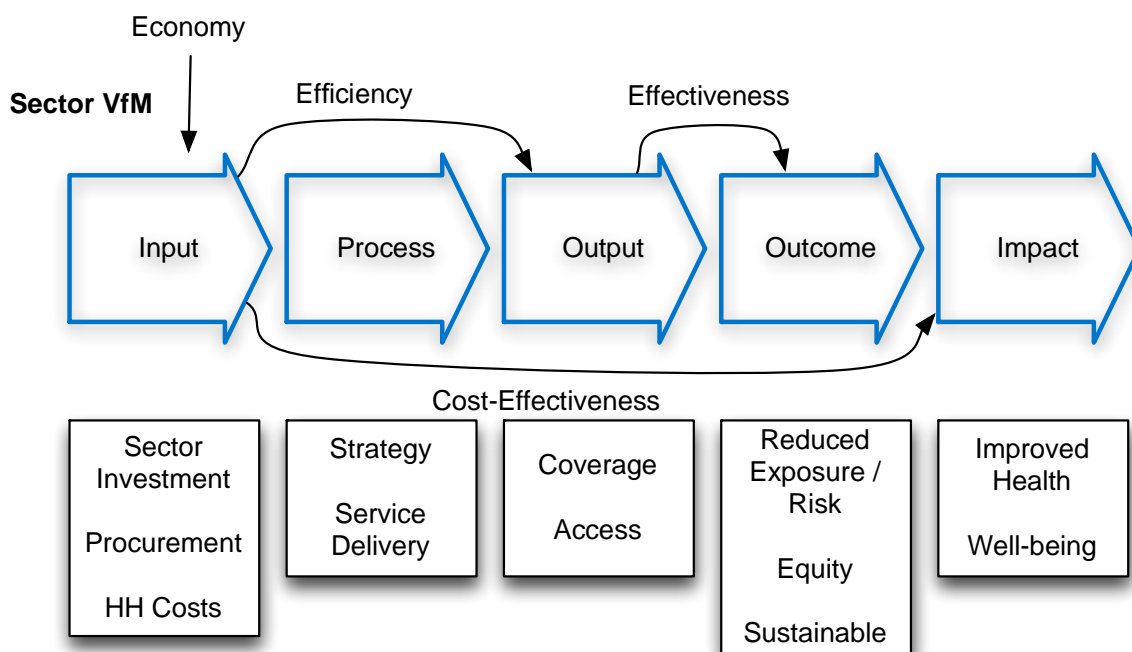 Economy
Sector VfM
Efficiency
Effectiveness
Input
Process
Output
Outcome
Impact
Cost-Effectiveness
Sector
Investment
Procurement
HH Costs
Strategy
Service
Delivery
Coverage
Access
Reduced
Exposure /
Risk
Equity
Sustainable
Improved
Health
Well-being